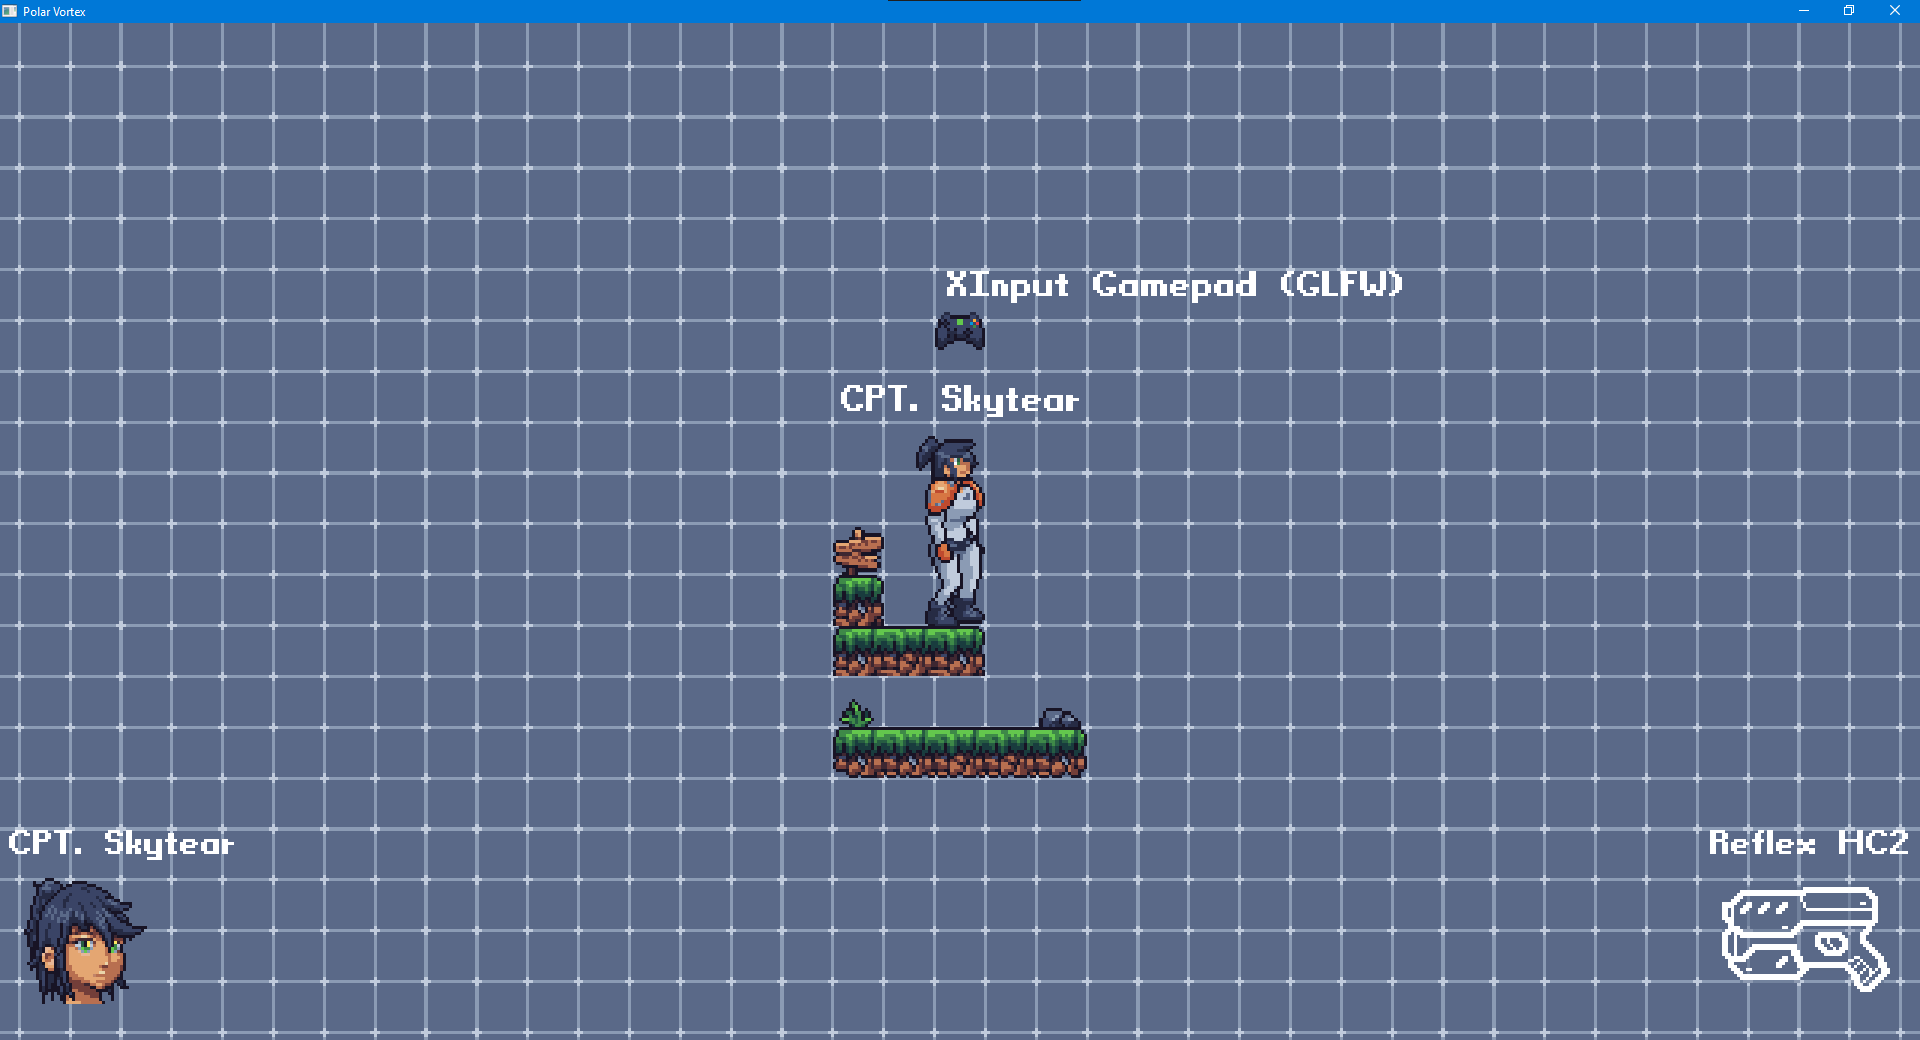 Polar Vortex
XInput Gamepad (GLFW)
CPT. Skytear
CPT. Skytear
Reflex HC2